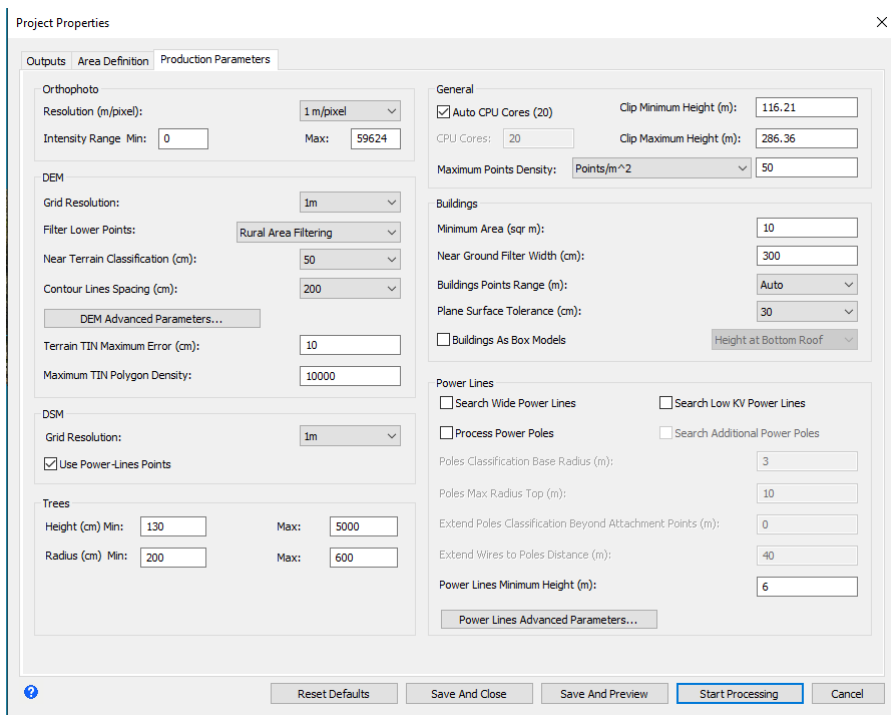 Project Properties
Outputs Area Definition Production Parameters
Orthophoto
Resolution (m/pixel): 1 m/pixel
Intensity Range Min: 0 Max: 59624
DEM
Grid Resolution: 1m
Filter Lower Points: Rural Area Filtering
Near Terrain Classification (cm): 50
Contour Lines Spacing (cm): 200
DEM Advanced Parameters...
Terrain TIN Maximum Error (cm): 10
Maximum TIN Polygon Density: 10000
DSM
Grid Resolution: 1m
Use Power-Lines Points
Trees
Height (cm) Min: 130 Max: 5000
Radius (cm) Min: 200 Max: 600
General
Auto CPU Cores (20) Clip Minimum Height (m): 116.21
CPU Cores: 20 Clip Maximum Height (m): 286.36
Maximum Points Density: Points/m^2 50
Buildings
Minimum Area (sqr m): 10
Near Ground Filter Width (cm): 300
Buildings Points Range (m): Auto
Plane Surface Tolerance (cm): 30
Buildings As Box Models Height at Bottom Roof
Power Lines
Search Wide Power Lines Search Low KV Power Lines
Process Power Poles Search Additional Power Poles
Poles Classification Base Radius (m): 3
Poles Max Radius Top (m): 10
Extend Poles Classification Beyond Attachment Points (m): 0
Extend Wires to Poles Distance (m): 40
Power Lines Minimum Height (m): 6
Power Lines Advanced Parameters...
? Reset Defaults Save And Close Save And Preview Start Processing Cancel